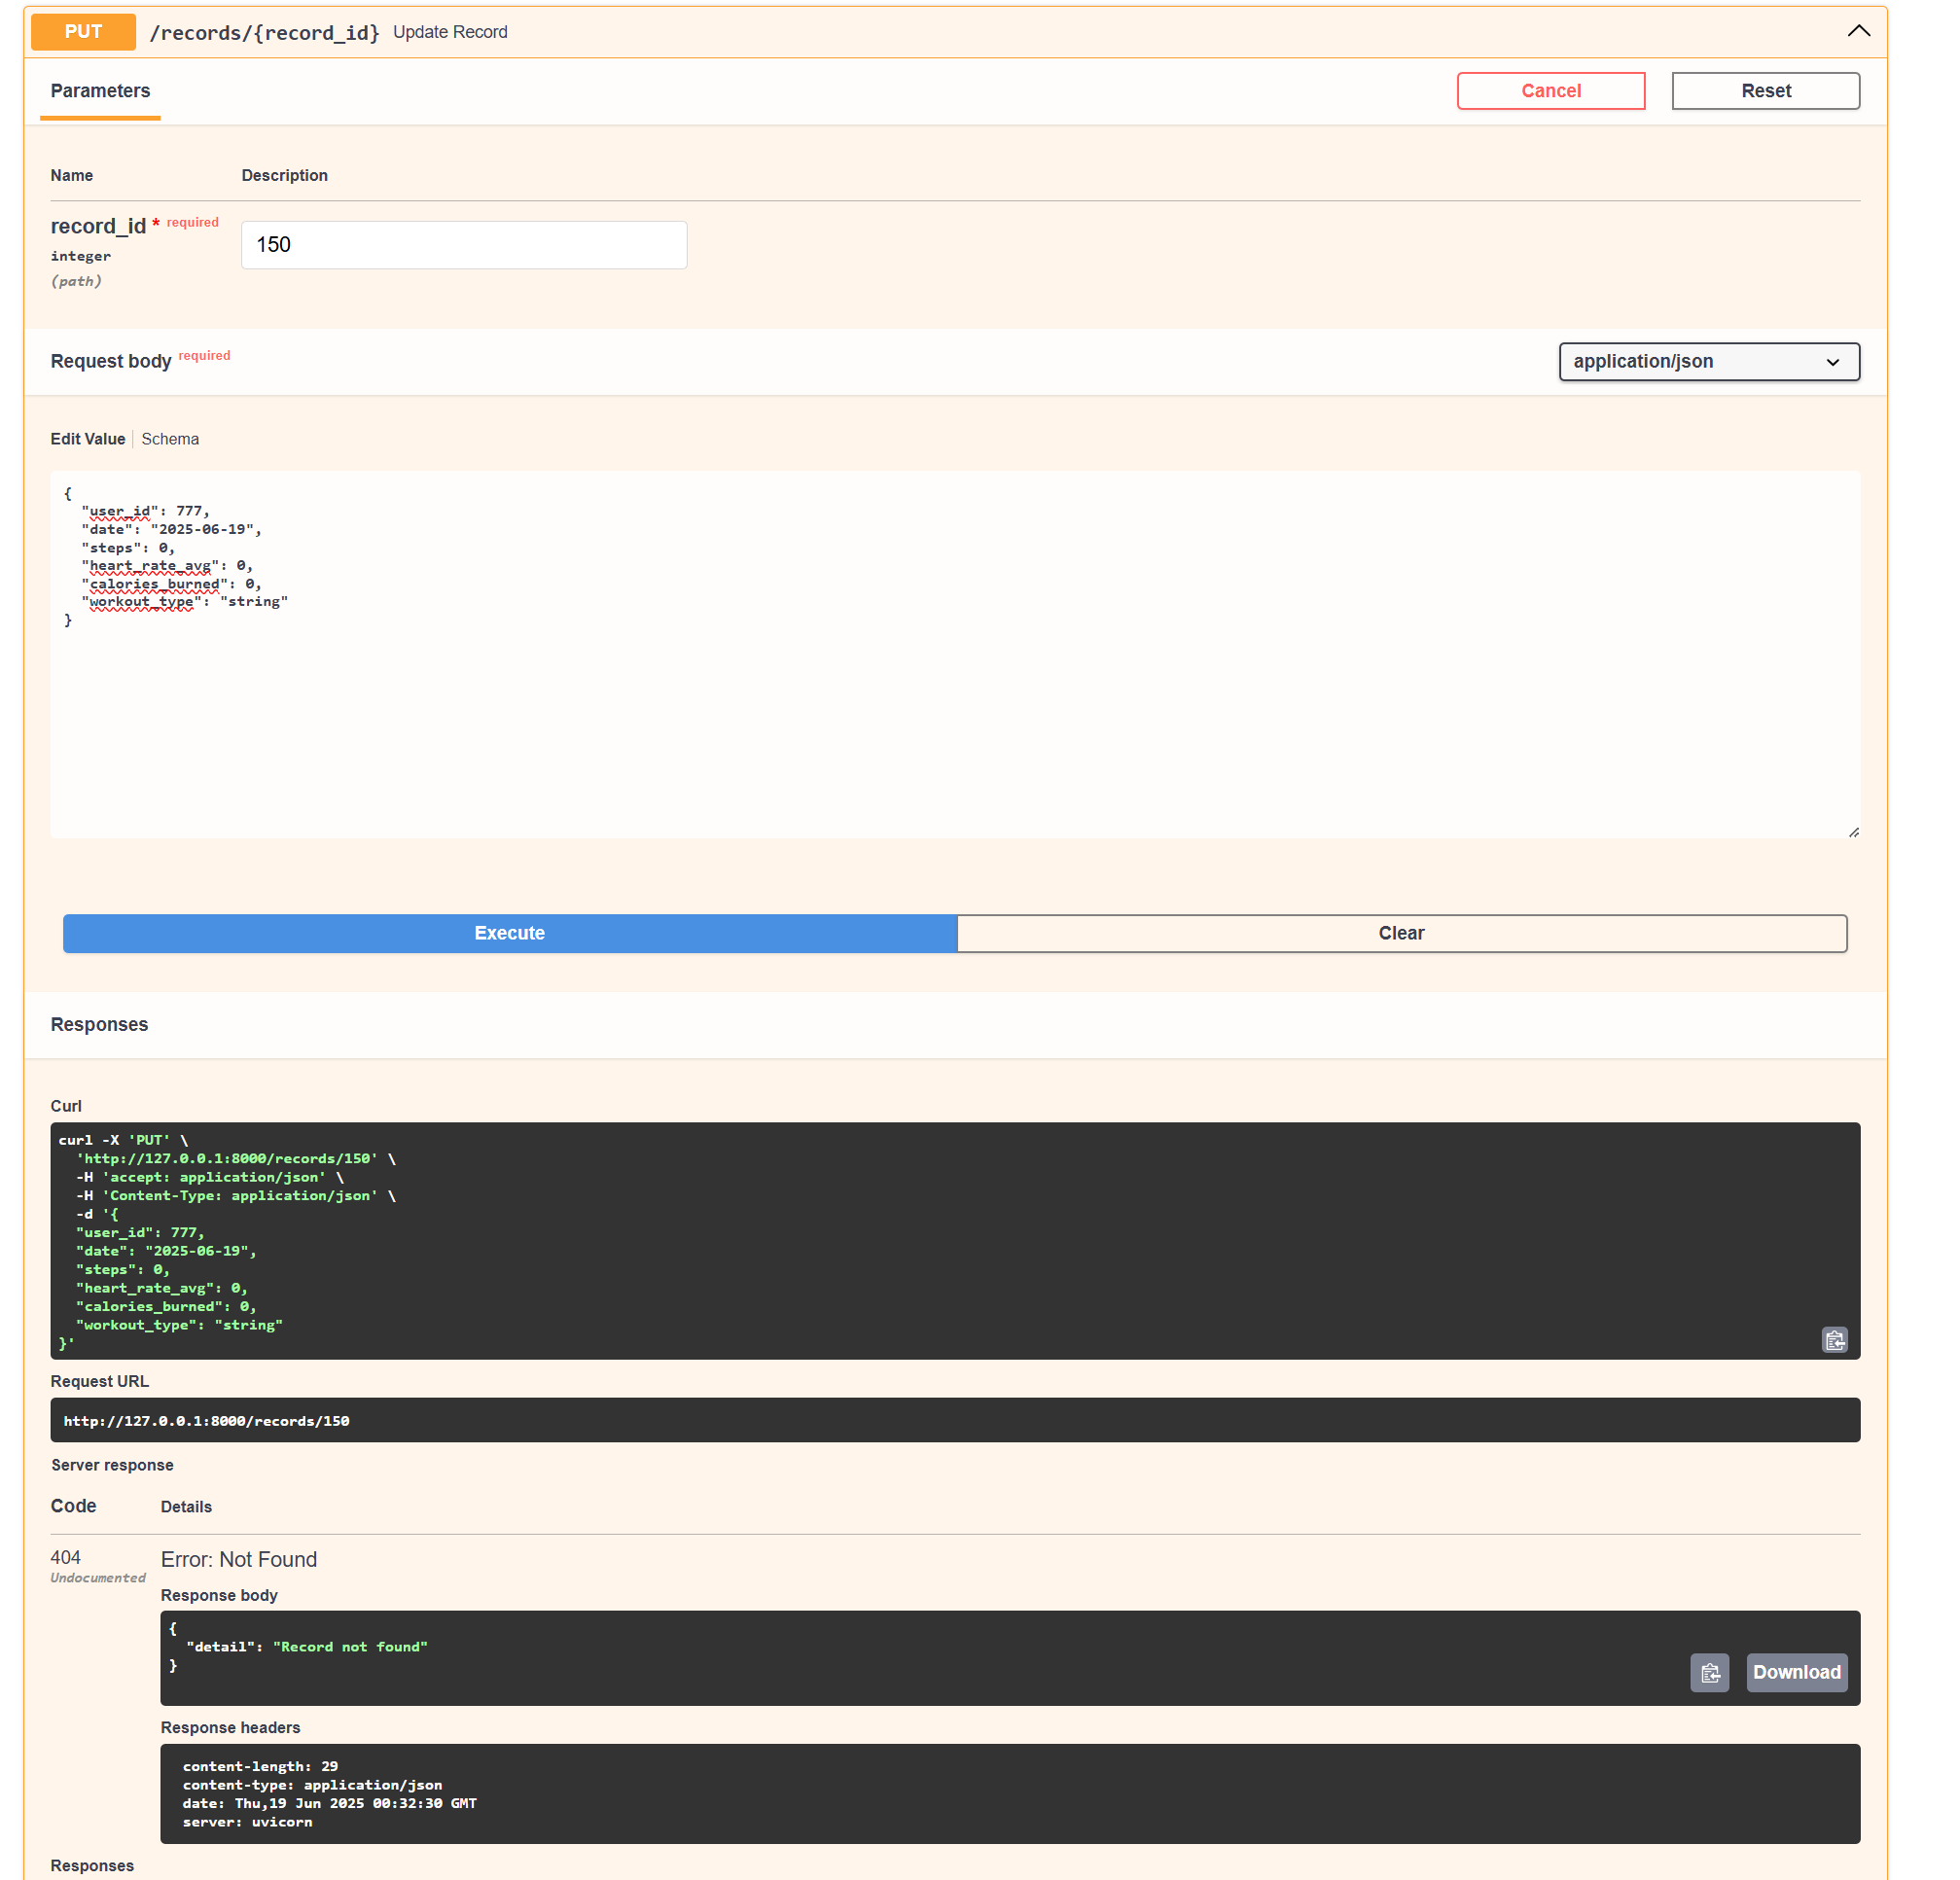 PUT /records/{record_id} Update Record
Parameters
Cancel
Reset
Name Description
record_id * required
150
integer
(path)
Request body required
application/json
Edit Value Schema
{
  "user_id": 777,
  "date": "2025-06-19",
  "steps": 0,
  "heart_rate_avg": 0,
  "calories_burned": 0,
  "workout_type": "string"
}
Execute
Clear
Responses
Curl
curl -X 'PUT' \
  'http://127.0.0.1:8000/records/150' \
  -H 'accept: application/json' \
  -H 'Content-Type: application/json' \
  -d '{
  "user_id": 777,
  "date": "2025-06-19",
  "steps": 0,
  "heart_rate_avg": 0,
  "calories_burned": 0,
  "workout_type": "string"
}'
Request URL
http://127.0.0.1:8000/records/150
Server response
Code Details
404 Error: Not Found
Undocumented
Response body
{
  "detail": "Record not found"
}
Download
Response headers
content-length: 29
content-type: application/json
date: Thu,19 Jun 2025 00:32:30 GMT
server: uvicorn
Responses